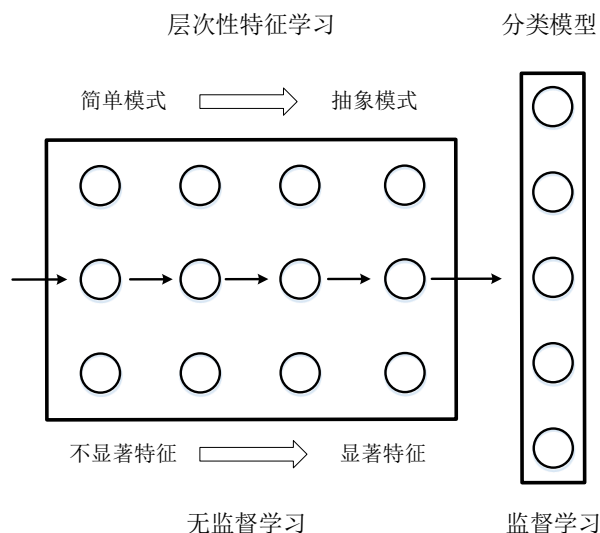 层次性特征学习
分类模型
简单模式
抽象模式
不显著特征
显著特征
无监督学习
监督学习